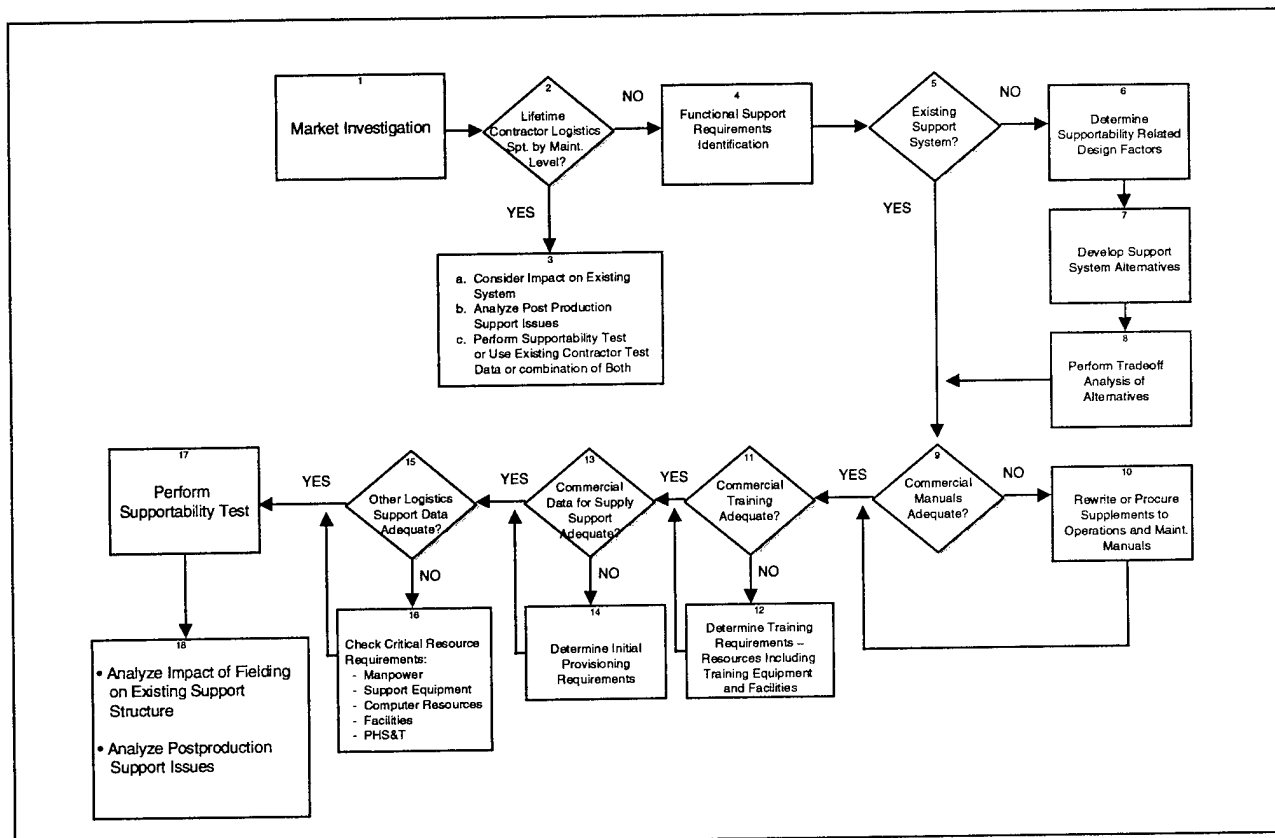 1
Market Investigation
2
Lifetime
Contractor Logistics
Spt. by Maint.
Level?
NO
YES
3
a. Consider Impact on Existing
System
b. Analyze Post Production
Support Issues
c. Perform Supportability Test
or Use Existing Contractor Test
Data or combination of Both
4
Functional Support
Requirements
Identification
5
Existing
Support
System?
NO
YES
6
Determine
Supportability Related
Design Factors
7
Develop Support
System Alternatives
8
Perform Tradeoff
Analysis of
Alternatives
9
Commercial
Manuals
Adequate?
NO
YES
10
Rewrite or Procure
Supplements to
Operations and Maint.
Manuals
11
Commercial
Training
Adequate?
YES
NO
12
Determine Training
Requirements –
Resources Including
Training Equipment
and Facilities
13
Commercial
Data for Supply
Support
Adequate?
YES
NO
14
Determine Initial
Provisioning
Requirements
15
Other Logistics
Support Data
Adequate?
YES
NO
16
Check Critical Resource
Requirements:
- Manpower
- Support Equipment
- Computer Resources
- Facilities
- PHS&T
17
Perform
Supportability Test
18
• Analyze Impact of Fielding
on Existing Support
Structure
• Analyze Postproduction
Support Issues